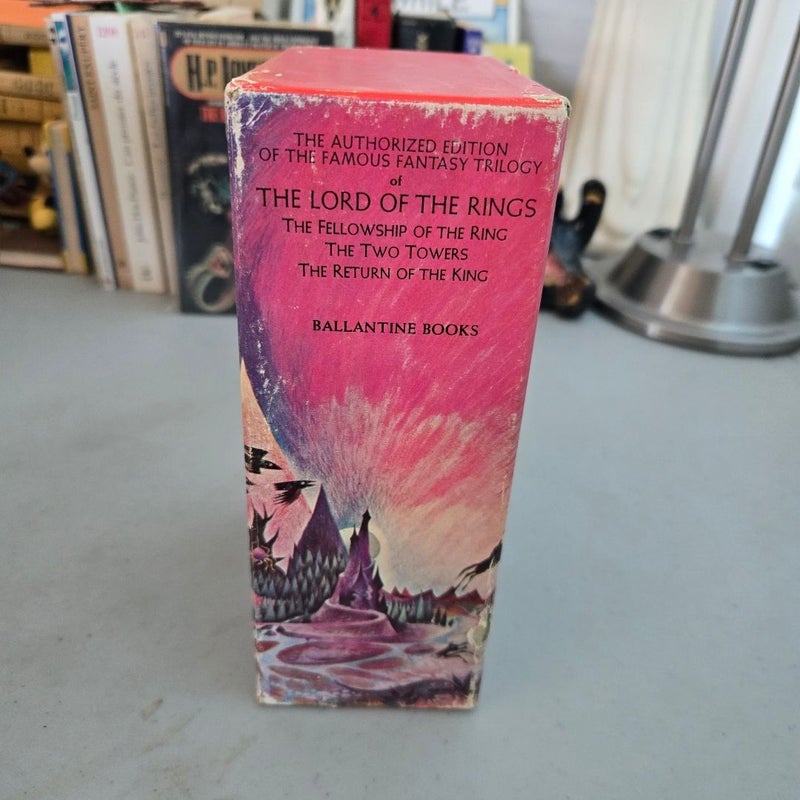 THE AUTHORIZED EDITION
OF THE FAMOUS FANTASY TRILOGY
of
THE LORD OF THE RINGS
THE FELLOWSHIP OF THE RING
THE TWO TOWERS
THE RETURN OF THE KING
BALLANTINE BOOKS
H.P.